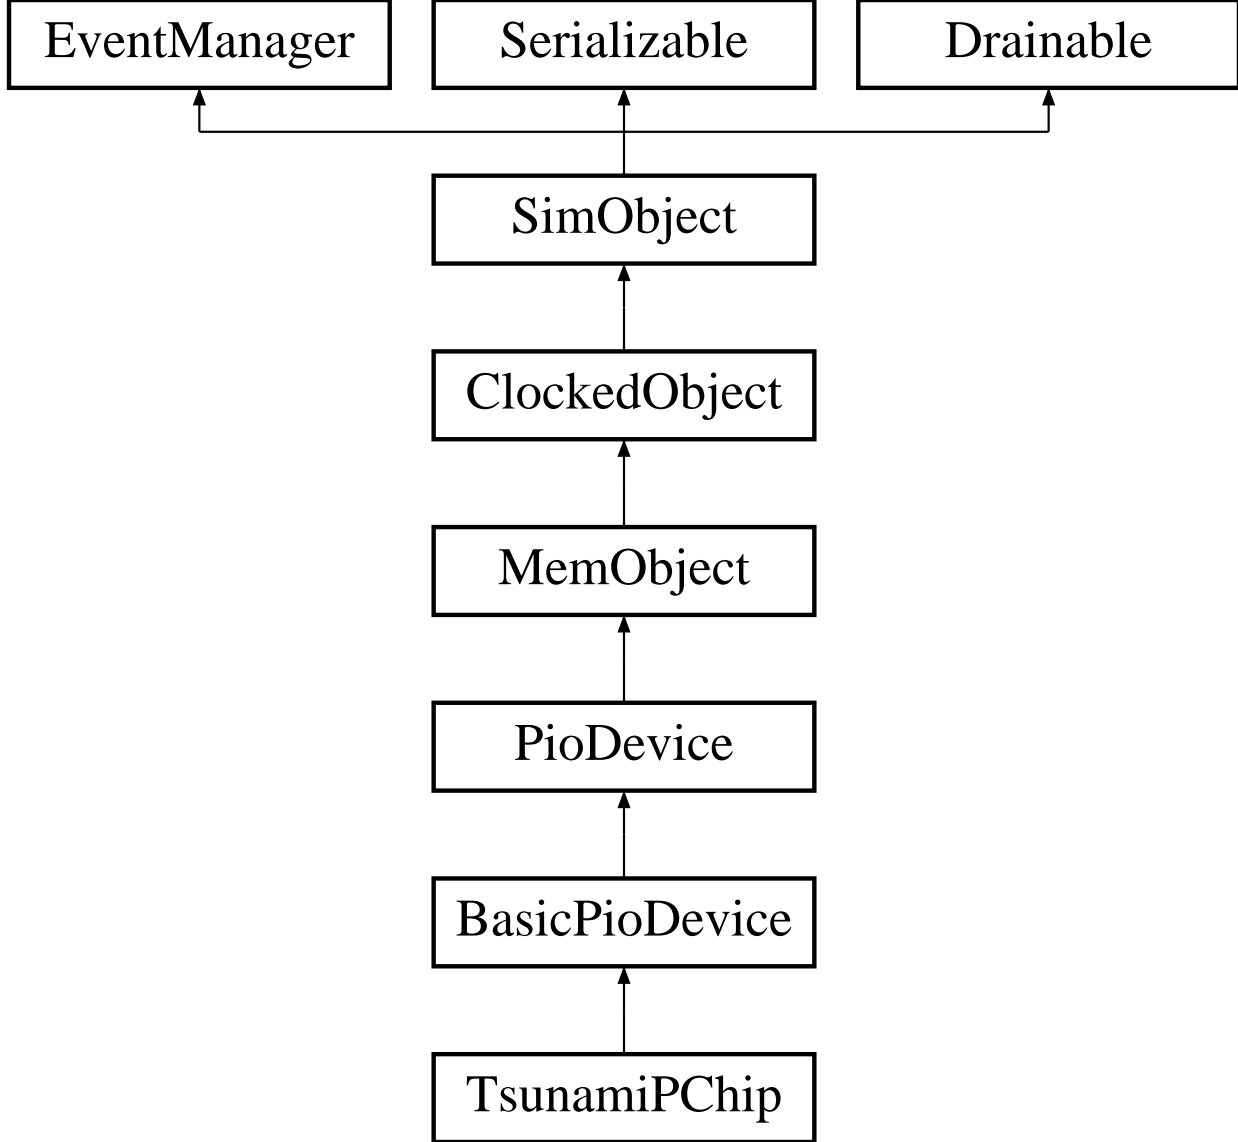 EventManager Serializable Drainable
SimObject
ClockedObject
MemObject
PioDevice
BasicPioDevice
TsunamiPChip